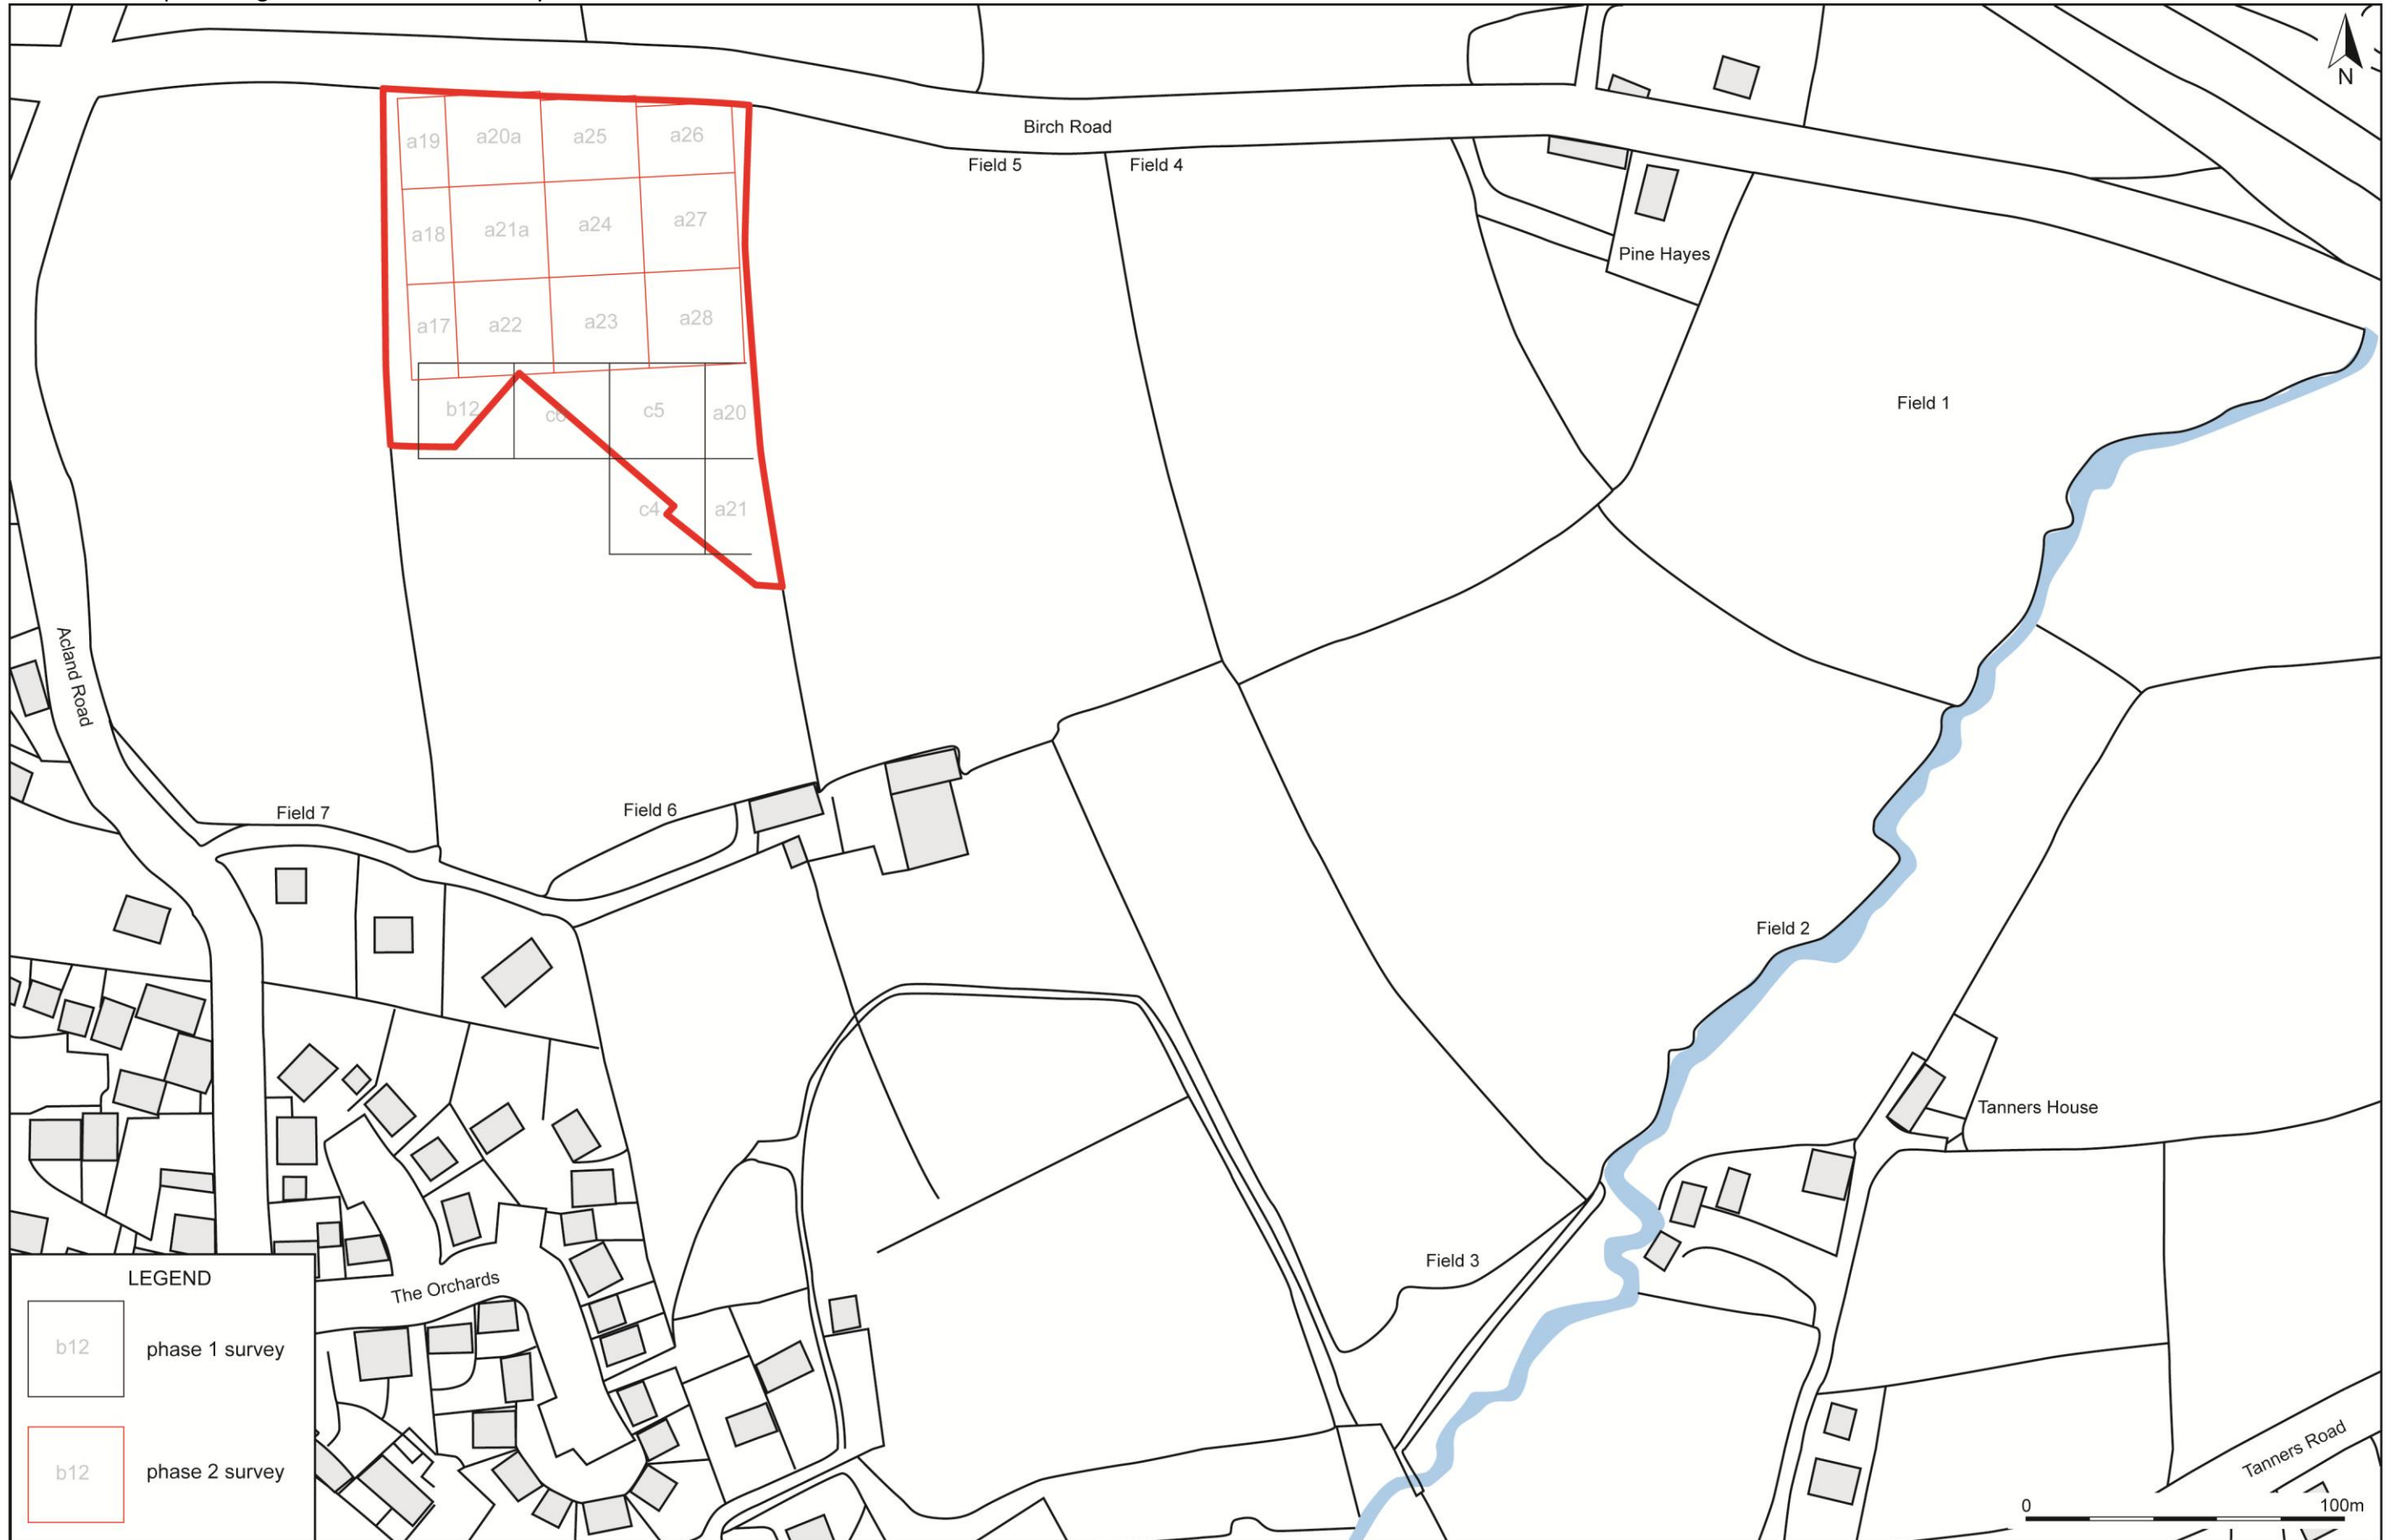 N
Birch Road
Field 5
Field 4
a19
a20a
a25
a26
a18
a21a
a24
a27
Pine Hayes
a17
a22
a23
a28
Field 1
b12
c6
c5
a20
c4
a21
Acland Road
Field 7
Field 6
Field 2
Tanners House
Field 3
The Orchards
LEGEND
b12
phase 1 survey
b12
phase 2 survey
Tanners Road
0
100m